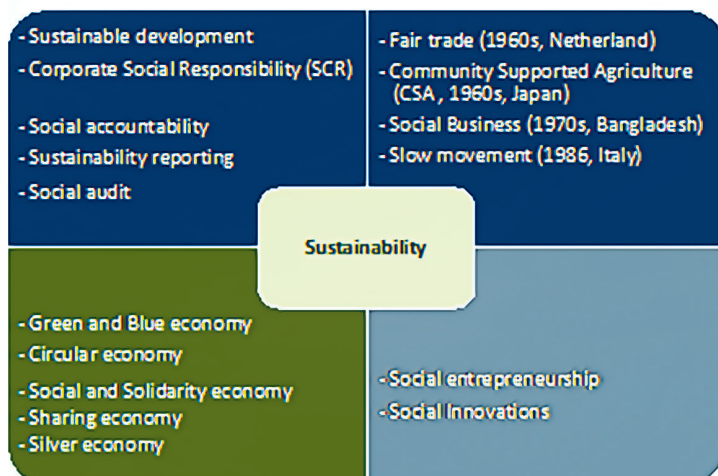 - Sustainable development
- Corporate Social Responsibility (SCR)
- Social accountability
- Sustainability reporting
- Social audit
- Fair trade (1960s, Netherland)
- Community Supported Agriculture
(CSA , 1960s, Japan)
- Social Business (1970s, Bangladesh)
- Slow movement (1986, Italy)
Sustainability
- Green and Blue economy
- Circular economy
- Social and Solidarity economy
- Sharing economy
- Silver economy
- Social entrepreneurship
- Social Innovations